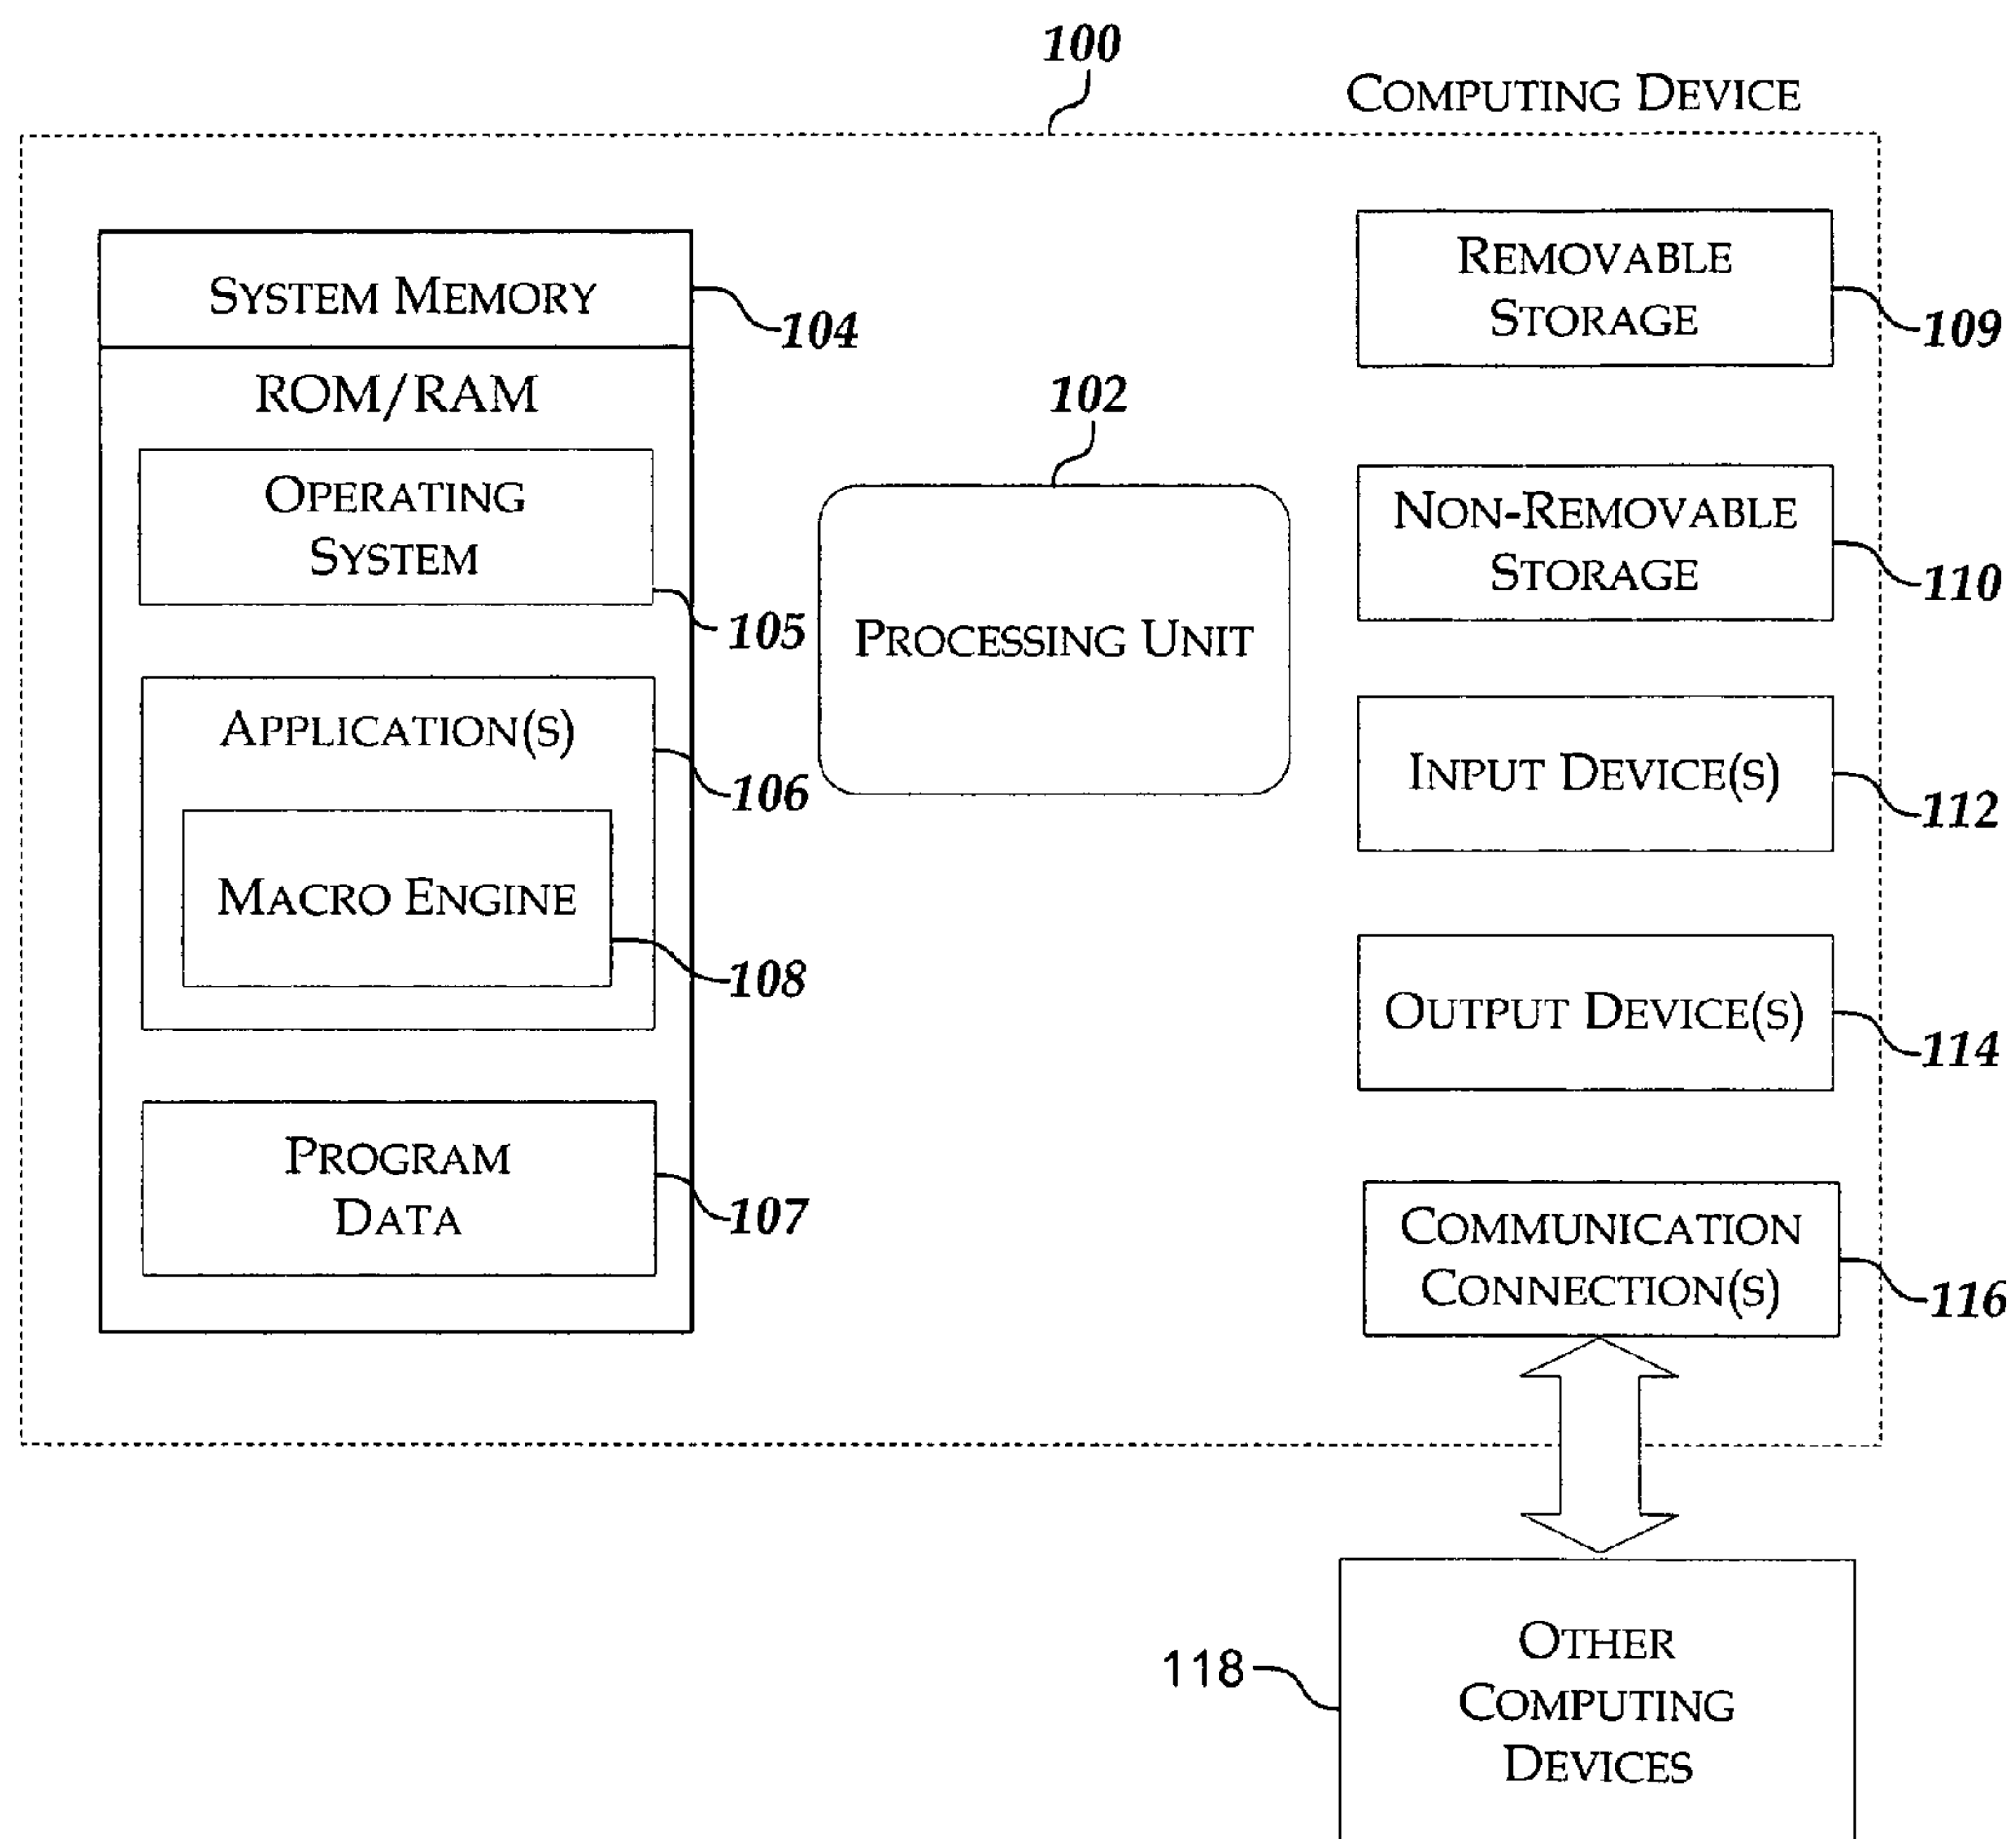 100
COMPUTING DEVICE
SYSTEM MEMORY
104
ROM/RAM
OPERATING
SYSTEM
105
APPLICATION(S)
106
MACRO ENGINE
108
PROGRAM
DATA
107
102
PROCESSING UNIT
REMOVABLE
STORAGE
109
NON-REMOVABLE
STORAGE
110
INPUT DEVICE(S)
112
OUTPUT DEVICE(S)
114
COMMUNICATION
CONNECTION(S)
116
118
OTHER
COMPUTING
DEVICES